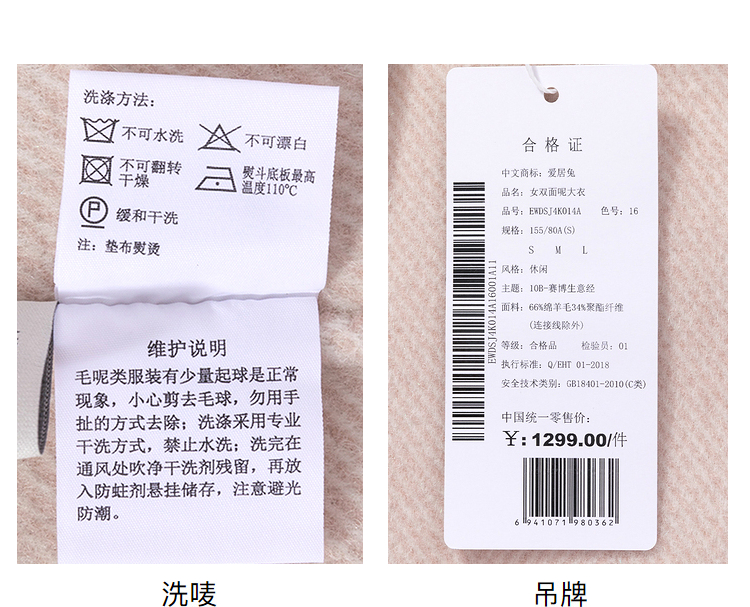 洗涤方法：
不可水洗
不可漂白
不可翻转
干燥
熨斗底板最高
温度110℃
P
缓和干洗
注：垫布熨烫
维护说明
毛呢类服装有少量起球是正常
现象，小心剪去毛球，勿用手
扯的方式去除；洗涤采用专业
干洗方式，禁止水洗；洗完在
通风处吹净干洗剂残留，再放
入防蛀剂悬挂储存，注意避光
防潮。
洗唛
合格证
中文商标：爱居兔
品名：女双面呢大衣
品号：EWDSJ4K014A 色号：16
规格：155/80A(S)
S M L
风格：休闲
主题：10B-赛博生意经
面料：66%绵羊毛34%聚酯纤维
(连接线除外)
等级：合格品 检验员：01
执行标准：Q/EHT 01-2018
安全技术类别：GB18401-2010(C类)
中国统一零售价：
¥：1299.00/件
6 941071 980362
EWDSJ4K014A16001A11
吊牌